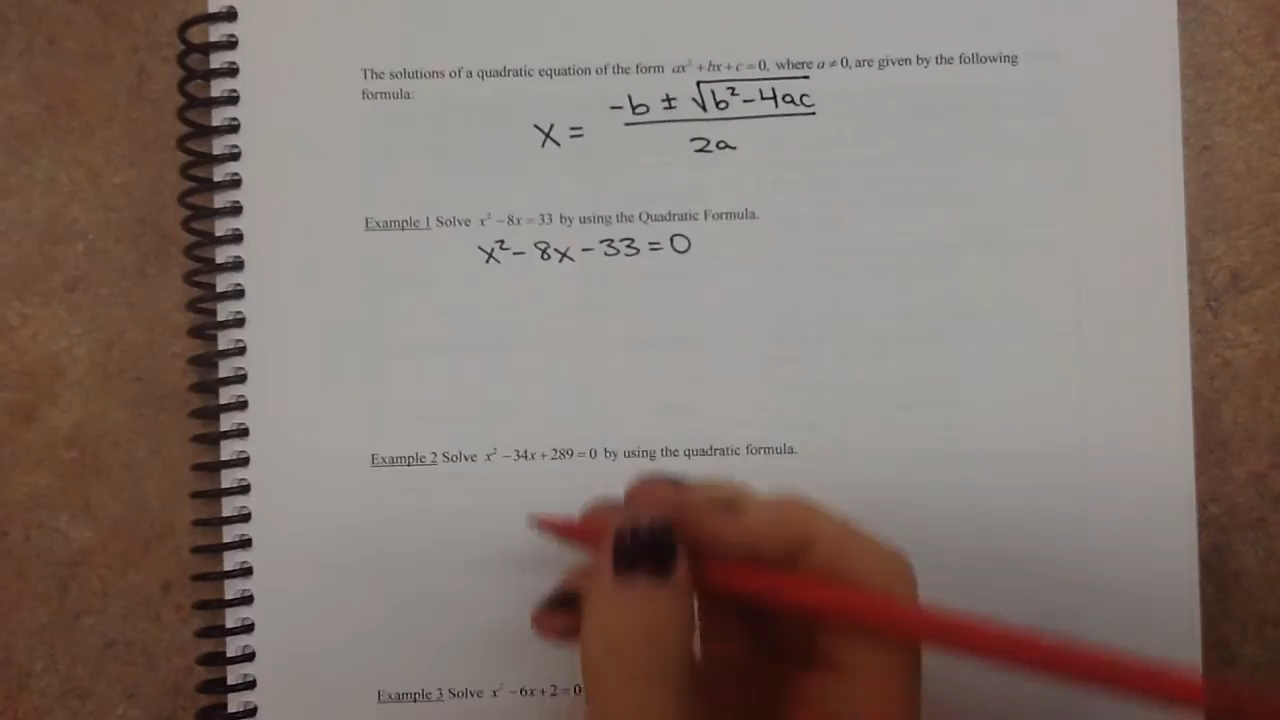 The solutions of a quadratic equation of the form ax² + bx + c = 0, where a ≠ 0, are given by the following
formula:
x = (-b ± √(b² - 4ac)) / 2a
Example 1 Solve x² - 8x = 33 by using the Quadratic Formula.
x² - 8x - 33 = 0
Example 2 Solve x² - 34x + 289 = 0 by using the quadratic formula.
Example 3 Solve x² - 6x + 2 = 0